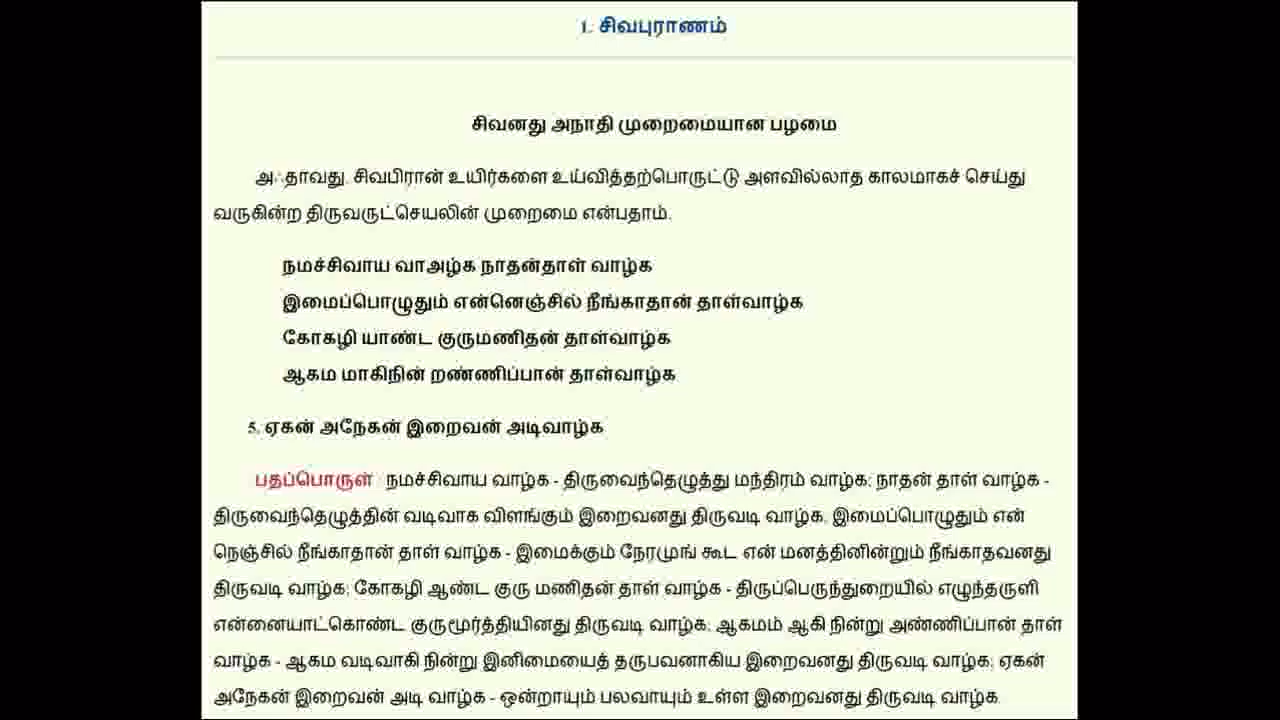 1. சிவபுராணம்
சிவனது அநாதி முறைமையான பழமை
அஃதாவது, சிவபிரான் உயிர்களை உய்வித்தற்பொருட்டு அளவில்லாத காலமாகச் செய்து
வருகின்ற திருவருட்செயலின் முறைமை என்பதாம்.
நமச்சிவாய வாஅழ்க நாதன்தாள் வாழ்க
இமைப்பொழுதும் என்னெஞ்சில் நீங்காதான் தாள்வாழ்க
கோகழி யாண்ட குருமணிதன் தாள்வாழ்க
ஆகம மாகிநின் றண்ணிப்பான் தாள்வாழ்க
5. ஏகன் அநேகன் இறைவன் அடிவாழ்க
பதப்பொருள் : நமச்சிவாய வாழ்க - திருவைந்தெழுத்து மந்திரம் வாழ்க; நாதன் தாள் வாழ்க -
திருவைந்தெழுத்தின் வடிவாக விளங்கும் இறைவனது திருவடி வாழ்க, இமைப்பொழுதும் என்
நெஞ்சில் நீங்காதான் தாள் வாழ்க - இமைக்கும் நேரமுங் கூட என் மனத்தினின்றும் நீங்காதவனது
திருவடி வாழ்க; கோகழி ஆண்ட குரு மணிதன் தாள் வாழ்க - திருப்பெருந்துறையில் எழுந்தருளி
என்னையாட்கொண்ட குருமூர்த்தியினது திருவடி வாழ்க; ஆகமம் ஆகி நின்று அண்ணிப்பான் தாள்
வாழ்க - ஆகம வடிவாகி நின்று இனிமையைத் தருபவனாகிய இறைவனது திருவடி வாழ்க; ஏகன்
அநேகன் இறைவன் அடி வாழ்க - ஒன்றாயும் பலவாயும் உள்ள இறைவனது திருவடி வாழ்க.